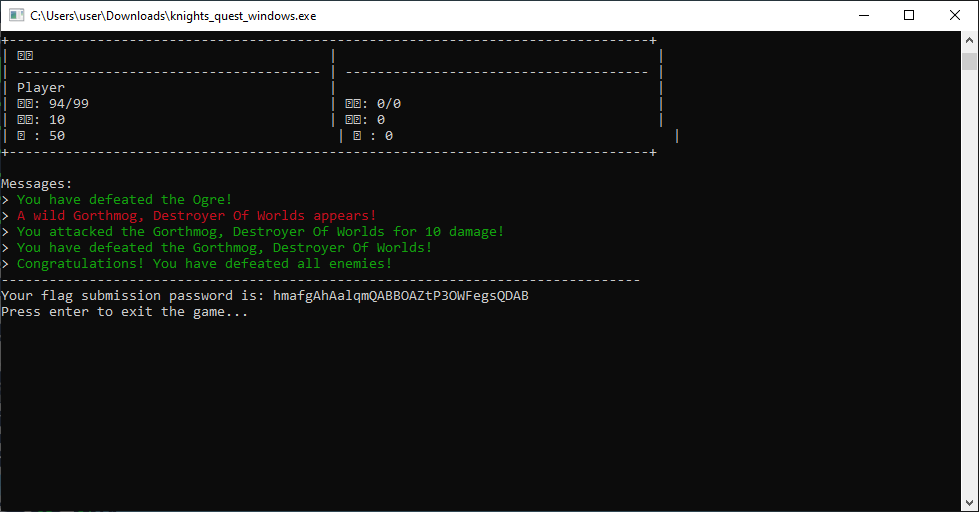 C:\Users\user\Downloads\knights_quest_windows.exe
+--------------------------------------------------------------------------------+
| | |
| -------------------------------------- | -------------------------------------- |
| Player | |
| : 94/99 | : 0/0 |
| : 10 | : 0 |
| : 50 | : 0 |
+--------------------------------------------------------------------------------+
Messages:
> You have defeated the Ogre!
> A wild Gorthmog, Destroyer Of Worlds appears!
> You attacked the Gorthmog, Destroyer Of Worlds for 10 damage!
> You have defeated the Gorthmog, Destroyer Of Worlds!
> Congratulations! You have defeated all enemies!
--------------------------------------------------------------------------------
Your flag submission password is: hmafgAhAalqmQABBOAZtP3OWFegsQDAB
Press enter to exit the game...